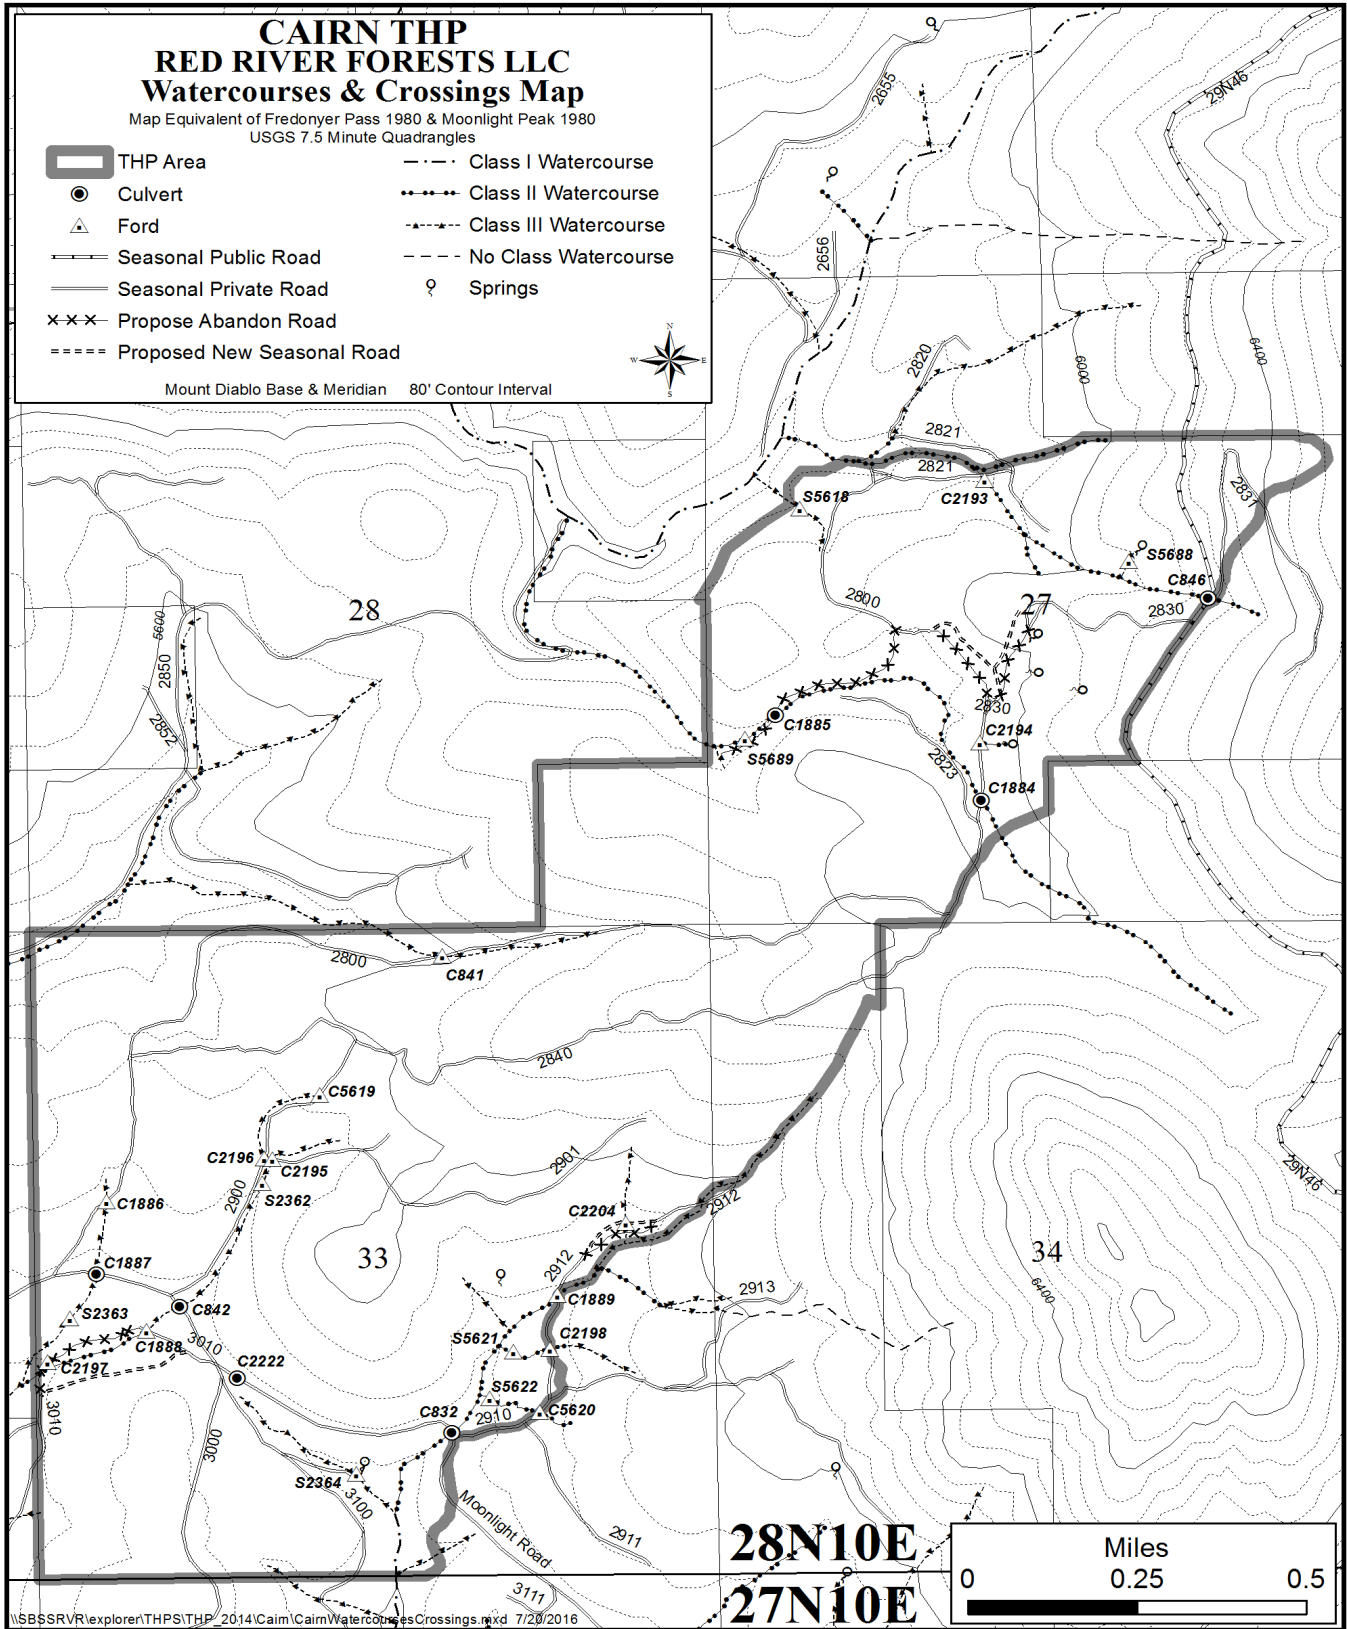 CAIRN THP
RED RIVER FORESTS LLC
Watercourses & Crossings Map
Map Equivalent of Fredonyer Pass 1980 & Moonlight Peak 1980
USGS 7.5 Minute Quadrangles
THP Area
Culvert
Ford
Seasonal Public Road
Seasonal Private Road
Propose Abandon Road
Proposed New Seasonal Road
Class I Watercourse
Class II Watercourse
Class III Watercourse
No Class Watercourse
Springs
N
W
E
S
Mount Diablo Base & Meridian 80' Contour Interval
2655
29N46
2656
2820
6000
6400
2821
2821
S5618
C2193
2831
S5688
C846
28
5600
2800
27
2830
2850
2852
2830
C1885
C2194
S5689
2823
C1884
2800
C841
2840
C5619
C2196
C2195
2901
29N46
S2362
C1886
2900
C2204
2912
33
34
C1887
2912
6400
2913
C842
C1889
S2363
C1888
3010
S5621
C2198
C2197
C2222
S5622
3010
C832
2910
C5620
3000
S2364
3100
Moonlight Road
2911
28N10E
27N10E
3111
Miles
0 0.25 0.5
\\SBSSRVR\explorer\THPS\THP_2014\Cairn\CairnWatercoursesCrossings.mxd 7/20/2016